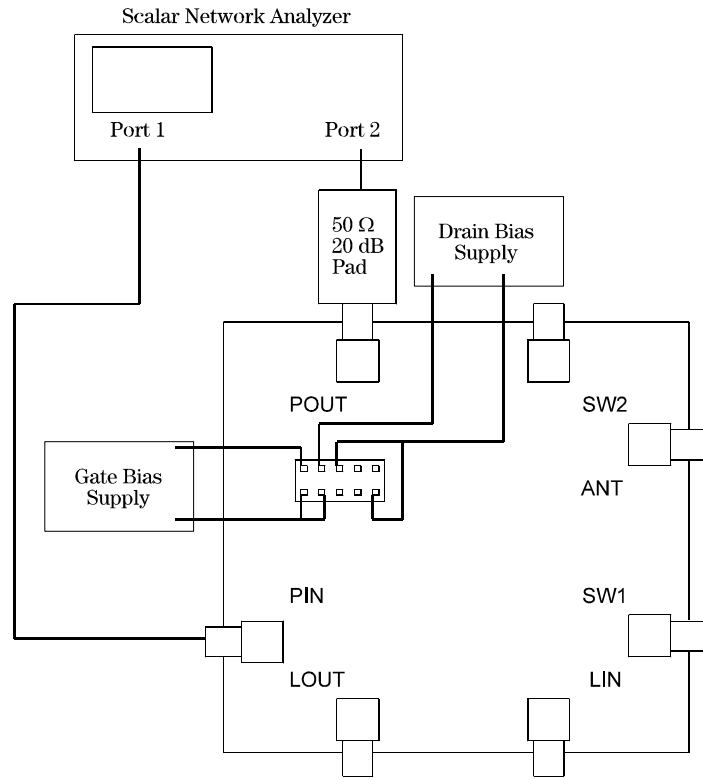 Scalar Network Analyzer
Port 1
Port 2
50 Ω
20 dB
Pad
Drain Bias
Supply
POUT
SW2
Gate Bias
Supply
ANT
PIN
SW1
LOUT
LIN